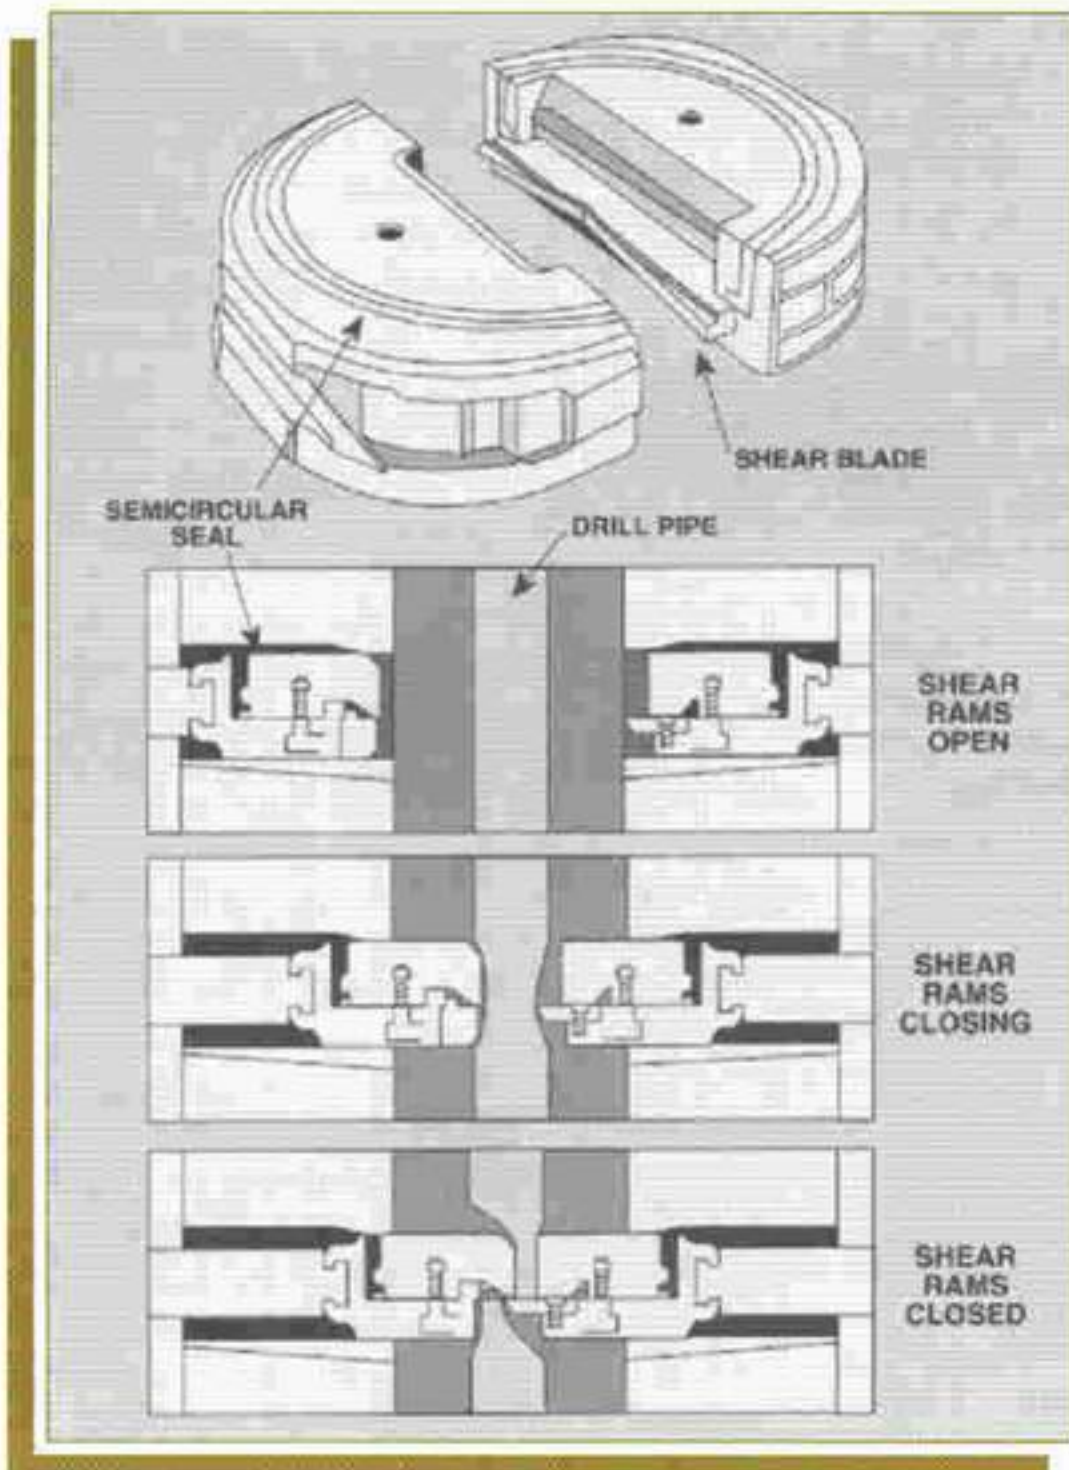 SHEAR BLADE
SEMICIRCULAR
SEAL
DRILL PIPE
SHEAR
RAMS
OPEN
SHEAR
RAMS
CLOSING
SHEAR
RAMS
CLOSED